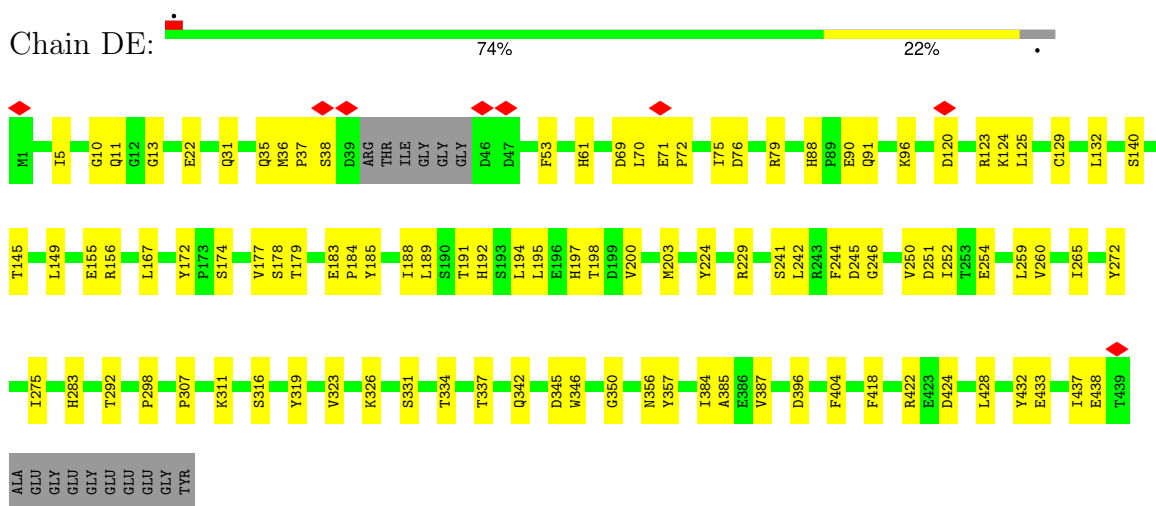 Chain DE:
74% 22%
M1 I5 G10 Q11 G12 G13 E22 Q31 Q35 M36 P37 S38 D39 ARG THR ILE GLY GLY GLY D46 D47 F53 H61 D69 L70 E71 P72 I75 D76 R79 H88 P89 E90 Q91 K96 D120 R123 K124 L125 C129 L132 S140
T145 L149 E155 R156 L167 Y172 P173 S174 V177 S178 T179 E183 P184 Y185 I188 L189 S190 T191 H192 S193 L194 L195 E196 H197 T198 D199 V200 M203 Y224 R229 S241 L242 R243 F244 D245 G246 V250 D251 I252 T253 E254 L259 V260 I265 Y272
I275 H283 T292 P298 P307 K311 S316 Y319 V323 K326 S331 T334 T337 Q342 D345 W346 G350 N356 Y357 I384 A385 E386 V387 D396 F404 F418 R422 E423 D424 L428 Y432 E433 I437 E438 T439
ALA GLU GLY GLU GLY GLU GLU GLU GLY TYR